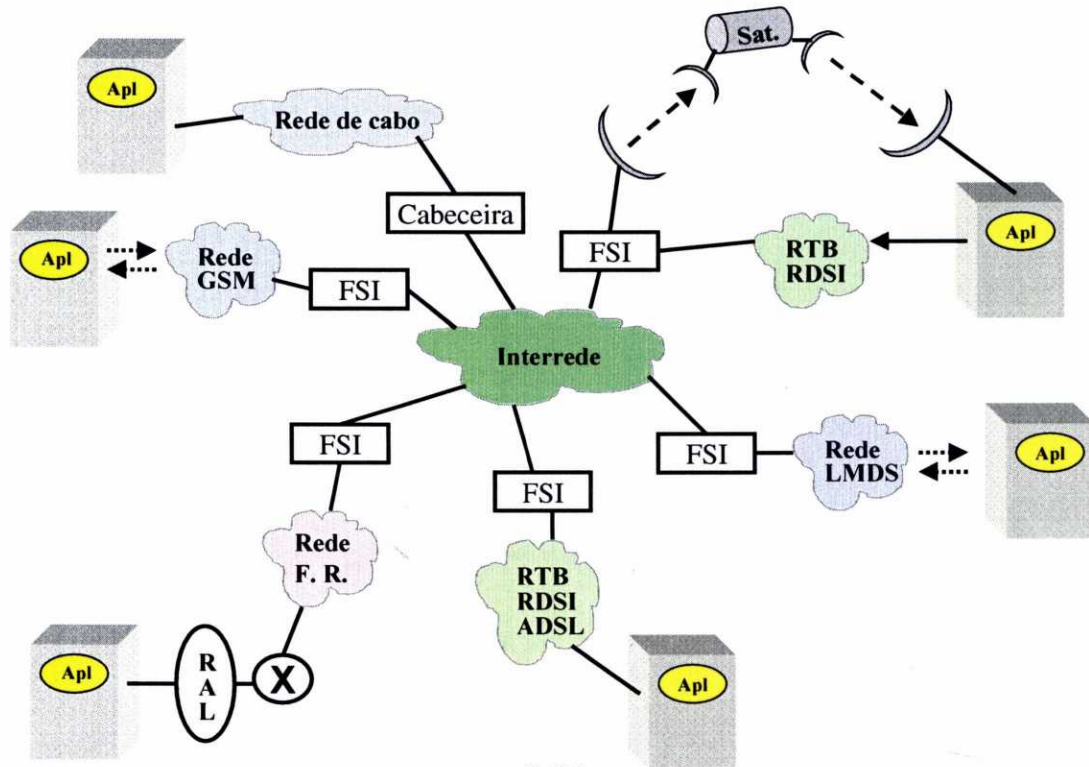 Sat.
Apl
Rede de cabo
Cabeceira
Apl
Rede
GSM
FSI
FSI
RTB
RDSI
Apl
Interrede
FSI
FSI
Rede
LMDS
Apl
FSI
Rede
F. R.
RTB
RDSI
ADSL
Apl
R
A
L
X
Apl